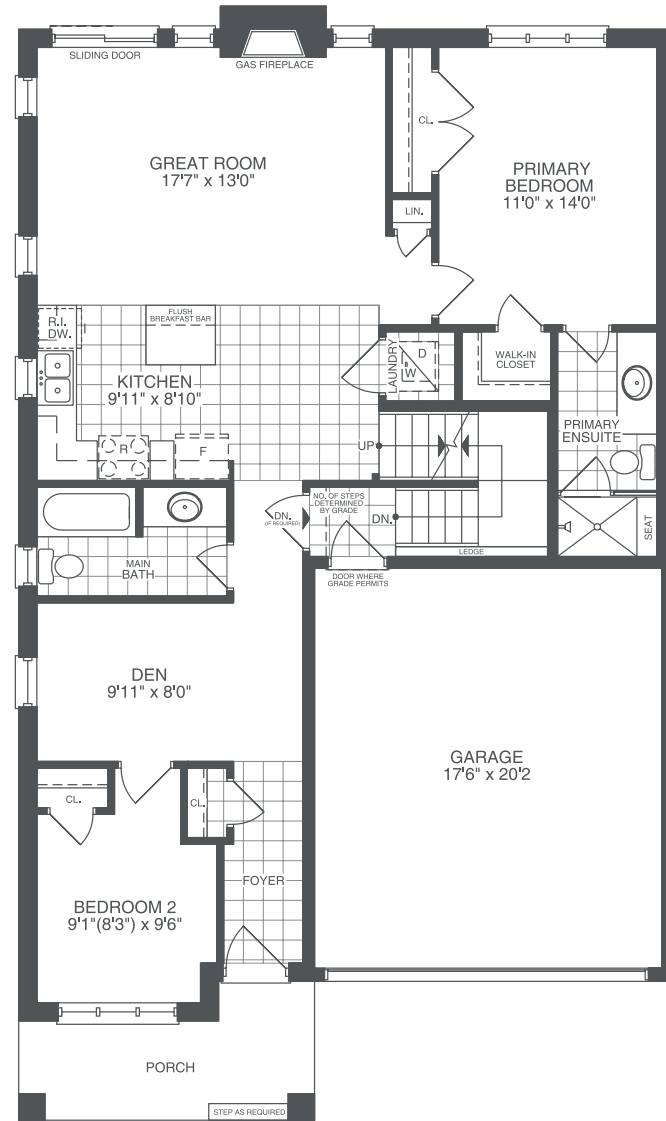 SLIDING DOOR
GAS FIREPLACE
GREAT ROOM
17'7" x 13'0"
CL.
PRIMARY
BEDROOM
11'0" x 14'0"
LIN.
FLUSH
BREAKFAST BAR
R.I.
DW.
KITCHEN
9'11" x 8'10"
R
F
LAUNDRY
D
W
WALK-IN
CLOSET
PRIMARY
ENSUITE
UP
SEAT
NO. OF STEPS
DETERMINED
BY GRADE
DN.
(IF REQUIRED)
DN.
LEDGE
MAIN
BATH
DOOR WHERE
GRADE PERMITS
DEN
9'11" x 8'0"
GARAGE
17'6" x 20'2
CL.
CL.
FOYER
BEDROOM 2
9'1"(8'3") x 9'6"
PORCH
STEP AS REQUIRED